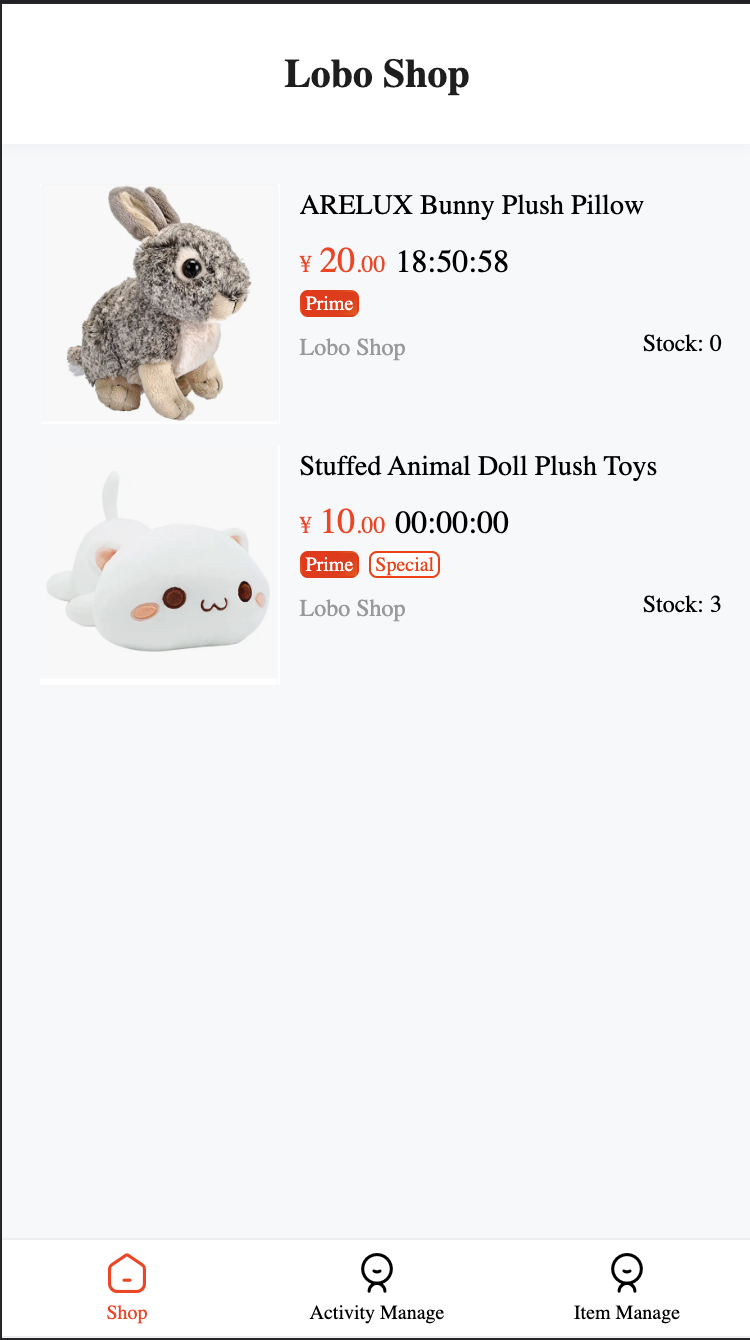 Lobo Shop
ARELUX Bunny Plush Pillow
¥ 20.00 18:50:58
Prime
Lobo Shop
Stock: 0
Stuffed Animal Doll Plush Toys
¥ 10.00 00:00:00
Prime Special
Lobo Shop
Stock: 3
Shop
Activity Manage
Item Manage